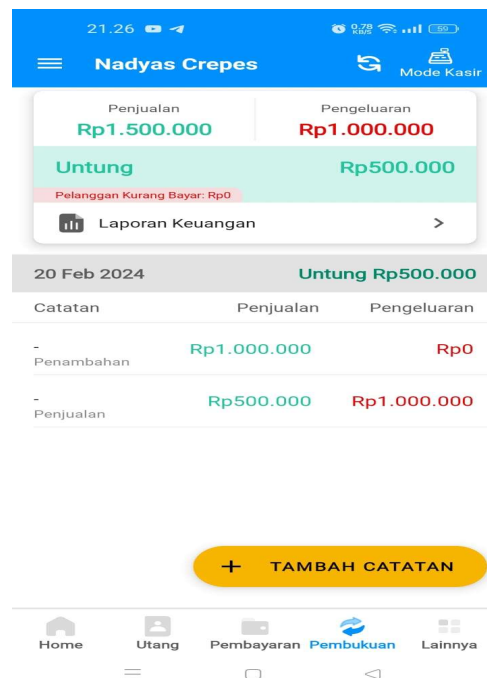 21.26
0.78 KB/S 50
Nadyas Crepes
Mode Kasir
Penjualan Pengeluaran
Rp1.500.000 Rp1.000.000
Untung Rp500.000
Pelanggan Kurang Bayar: Rp0
Laporan Keuangan >
20 Feb 2024 Untung Rp500.000
Catatan Penjualan Pengeluaran
-
Penambahan Rp1.000.000 Rp0
-
Penjualan Rp500.000 Rp1.000.000
+ TAMBAH CATATAN
Home Utang Pembayaran Pembukuan Lainnya